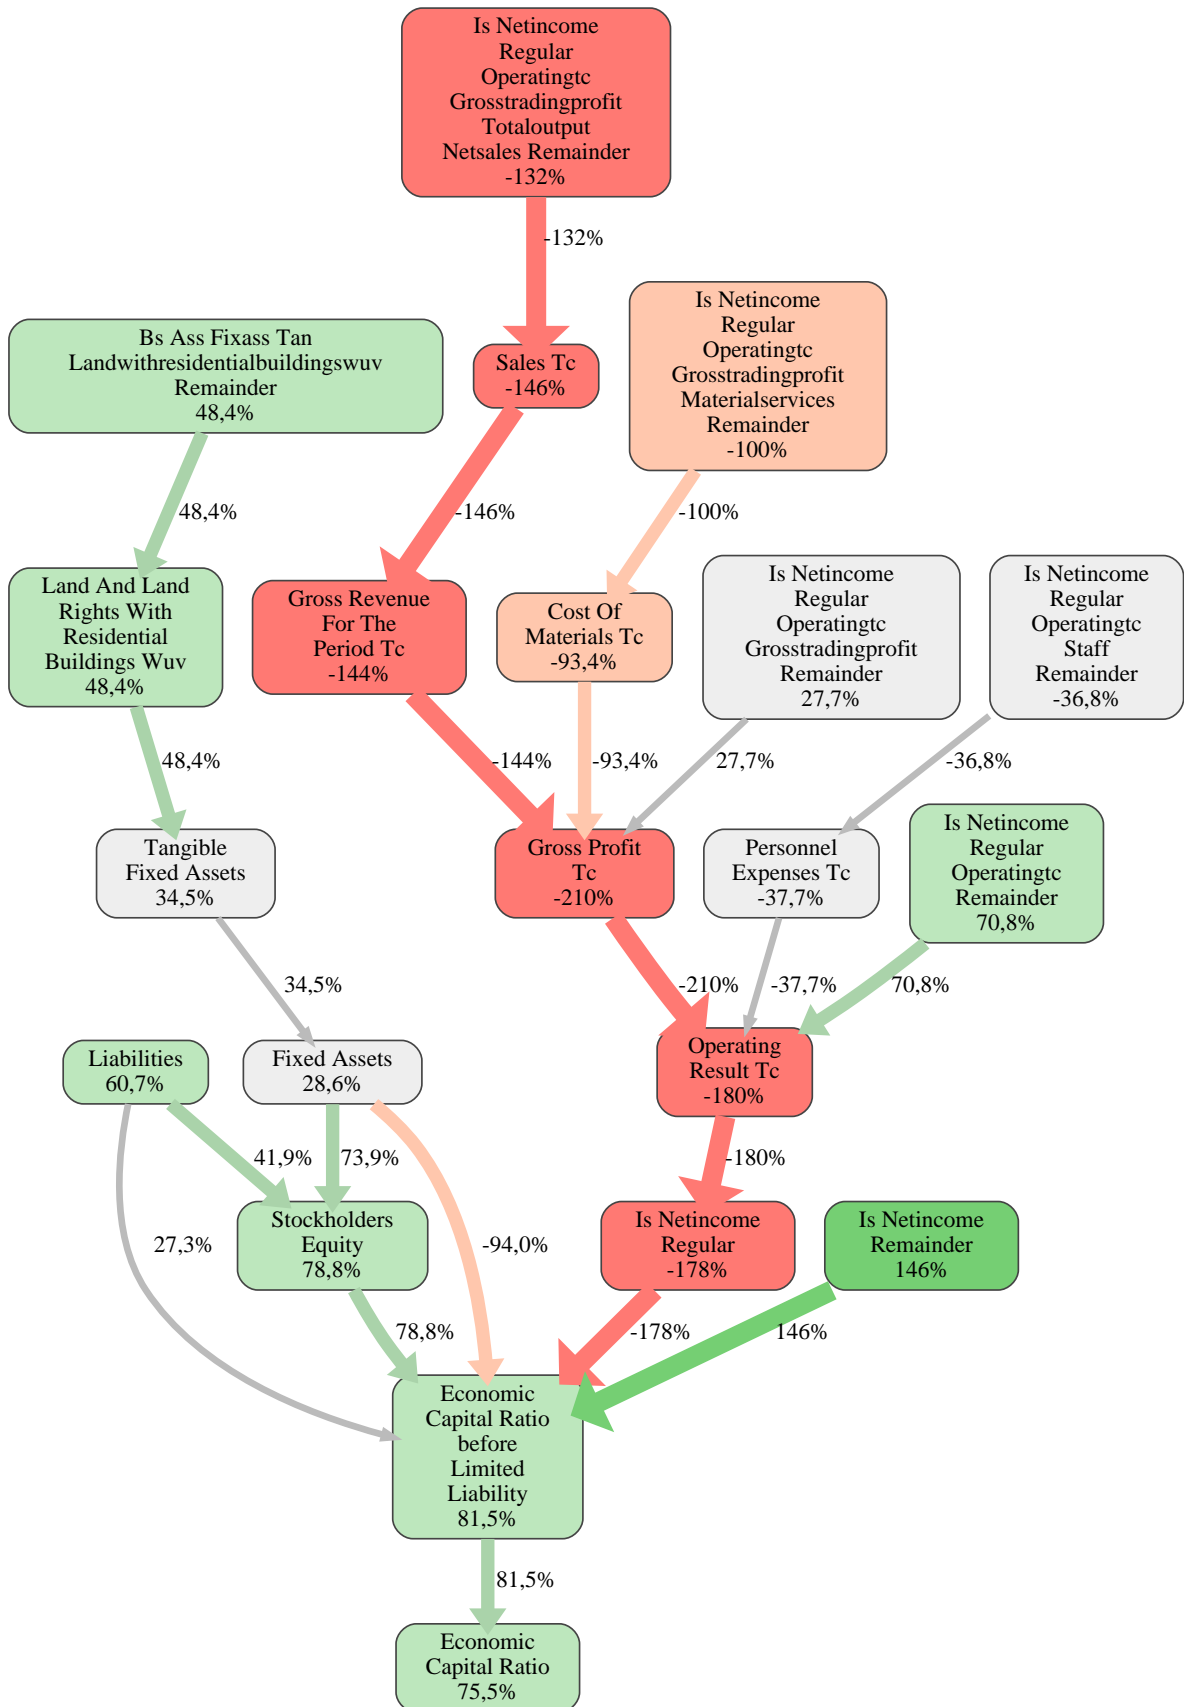 Is Netincome
Regular
Operatingtc
Grosstradingprofit
Totaloutput
Netsales Remainder
-132%
-132%
Is Netincome
Regular
Operatingtc
Grosstradingprofit
Materialservices
Remainder
-100%
Bs Ass Fixass Tan
Landwithresidentialbuildingswuv
Remainder
48,4%
Sales Tc
-146%
48,4%
-146%
-100%
Land And Land
Rights With
Residential
Buildings Wuv
48,4%
Gross Revenue
For The
Period Tc
-144%
Cost Of
Materials Tc
-93,4%
Is Netincome
Regular
Operatingtc
Grosstradingprofit
Remainder
27,7%
Is Netincome
Regular
Operatingtc
Staff
Remainder
-36,8%
48,4%
-144%
-93,4%
27,7%
-36,8%
Tangible
Fixed Assets
34,5%
Gross Profit
Tc
-210%
Personnel
Expenses Tc
-37,7%
Is Netincome
Regular
Operatingtc
Remainder
70,8%
34,5%
-210%
-37,7%
70,8%
Liabilities
60,7%
Fixed Assets
28,6%
Operating
Result Tc
-180%
41,9%
73,9%
-180%
27,3%
Stockholders
Equity
78,8%
-94,0%
Is Netincome
Regular
-178%
Is Netincome
Remainder
146%
78,8%
-178%
146%
Economic
Capital Ratio
before
Limited
Liability
81,5%
81,5%
Economic
Capital Ratio
75,5%